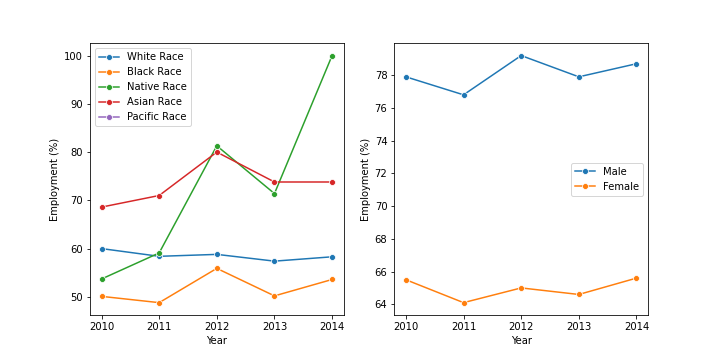 100
90
80
70
60
50
Employment (%)
White Race
Black Race
Native Race
Asian Race
Pacific Race
2010 2011 2012 2013 2014
Year
78
76
74
72
70
68
66
64
Employment (%)
Male
Female
2010 2011 2012 2013 2014
Year